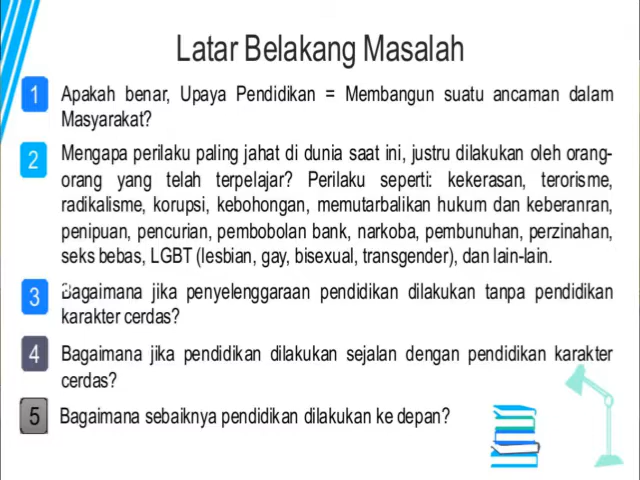 Latar Belakang Masalah
1 Apakah benar, Upaya Pendidikan = Membangun suatu ancaman dalam
Masyarakat?
2 Mengapa perilaku paling jahat di dunia saat ini, justru dilakukan oleh orang-
orang yang telah terpelajar? Perilaku seperti: kekerasan, terorisme,
radikalisme, korupsi, kebohongan, memutarbalikan hukum dan keberanran,
penipuan, pencurian, pembobolan bank, narkoba, pembunuhan, perzinahan,
seks bebas, LGBT (lesbian, gay, bisexual, transgender), dan lain-lain.
3 Bagaimana jika penyelenggaraan pendidikan dilakukan tanpa pendidikan
karakter cerdas?
4 Bagaimana jika pendidikan dilakukan sejalan dengan pendidikan karakter
cerdas?
5 Bagaimana sebaiknya pendidikan dilakukan ke depan?